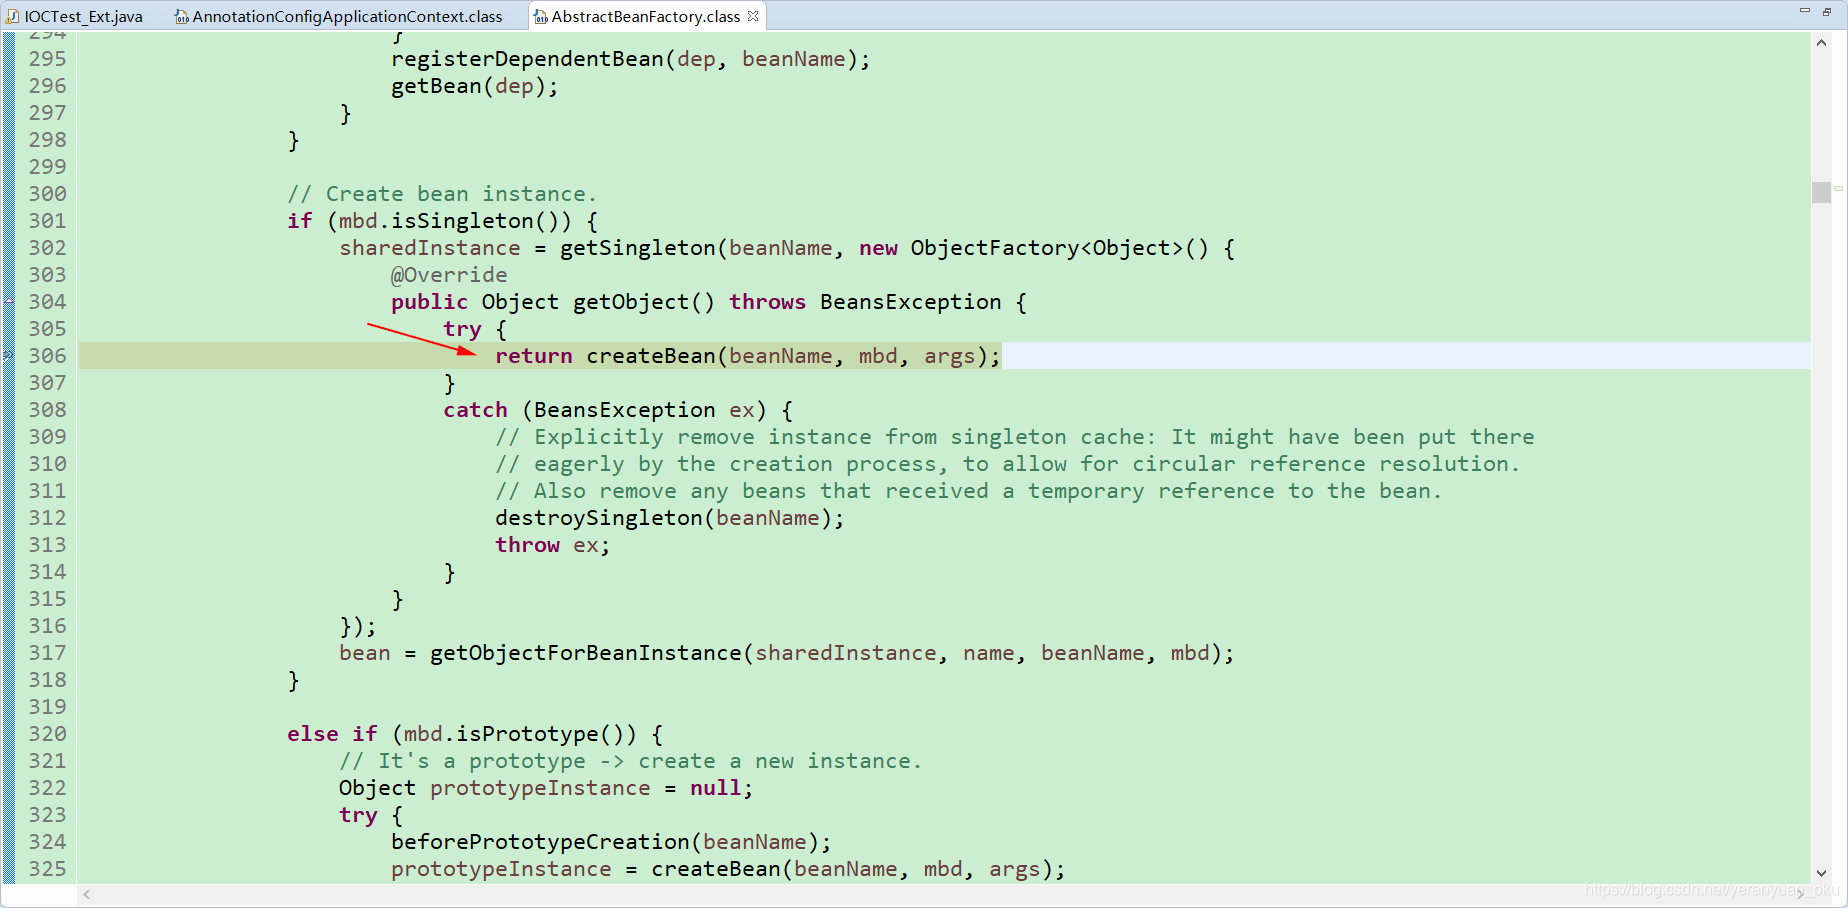 IOCTest_Ext.java AnnotationConfigApplicationContext.class AbstractBeanFactory.class
294 }
295 registerDependentBean(dep, beanName);
296 getBean(dep);
297 }
298 }
299
300 // Create bean instance.
301 if (mbd.isSingleton()) {
302 sharedInstance = getSingleton(beanName, new ObjectFactory<Object>() {
303 @Override
304 public Object getObject() throws BeansException {
305 try {
306 return createBean(beanName, mbd, args);
307 }
308 catch (BeansException ex) {
309 // Explicitly remove instance from singleton cache: It might have been put there
310 // eagerly by the creation process, to allow for circular reference resolution.
311 // Also remove any beans that received a temporary reference to the bean.
312 destroySingleton(beanName);
313 throw ex;
314 }
315 }
316 });
317 bean = getObjectForBeanInstance(sharedInstance, name, beanName, mbd);
318 }
319
320 else if (mbd.isPrototype()) {
321 // It's a prototype -> create a new instance.
322 Object prototypeInstance = null;
323 try {
324 beforePrototypeCreation(beanName);
325 prototypeInstance = createBean(beanName, mbd, args);
https://blog.csdn.net/yerenyuan_pku